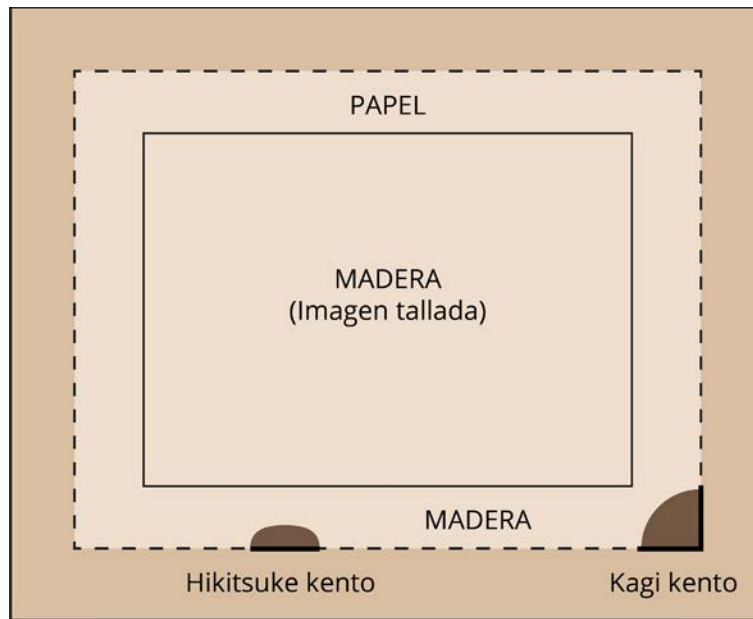 PAPEL
MADERA
(Imagen tallada)
MADERA
Hikitsuke kento
Kagi kento